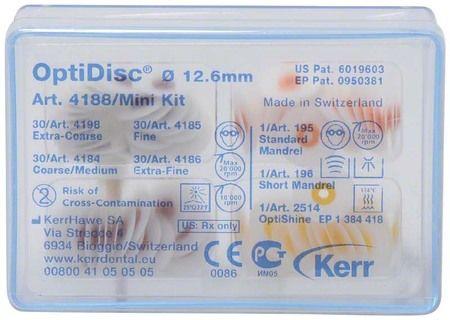 OptiDisc® Ø 12.6mm
US Pat. 6019603
EP Pat. 0950381
Art. 4188/Mini Kit
Made in Switzerland
30/Art. 4198 Extra-Coarse
30/Art. 4185 Fine
1/Art. 195 Standard Mandrel
Max 20'000 rpm
30/Art. 4184 Coarse/Medium
30/Art. 4186 Extra-Fine
Max 20'000 rpm
1/Art. 196 Short Mandrel
Risk of Cross-Contamination
10'000 rpm
1/Art. 2514 OptiShine EP 1 384 418
KerrHawe SA
US: Rx only
Via Strecce 4
6934 Bioggio/Switzerland
www.kerrdental.eu
00800 41 05 05 05
CE 0086
ИМ05
Kerr